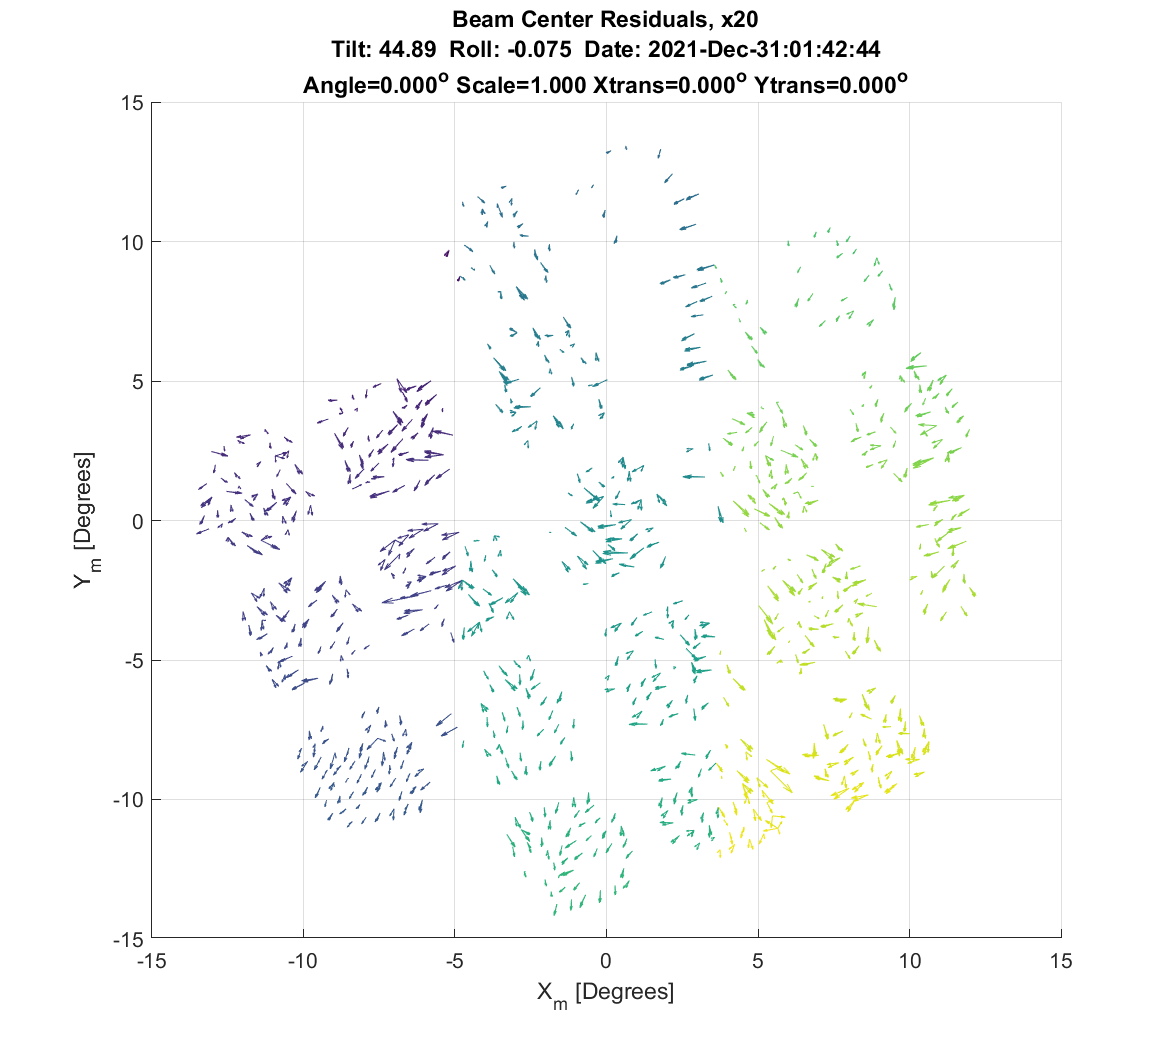 Beam Center Residuals, x20
Tilt: 44.89 Roll: -0.075 Date: 2021-Dec-31:01:42:44
Angle=0.000° Scale=1.000 Xtrans=0.000° Ytrans=0.000°
15
10
5
0
-5
-10
-15
Y_m [Degrees]
-15 -10 -5 0 5 10 15
X_m [Degrees]